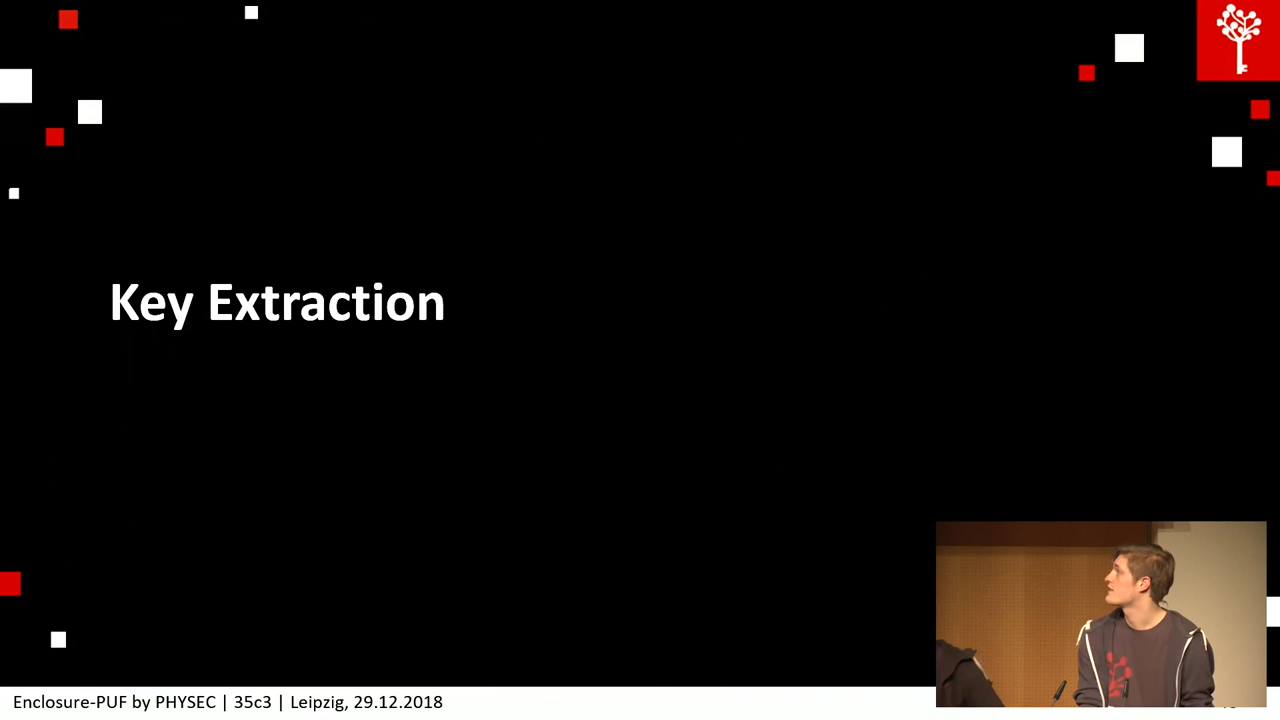 Key Extraction
Enclosure-PUF by PHYSEC | 35c3 | Leipzig, 29.12.2018